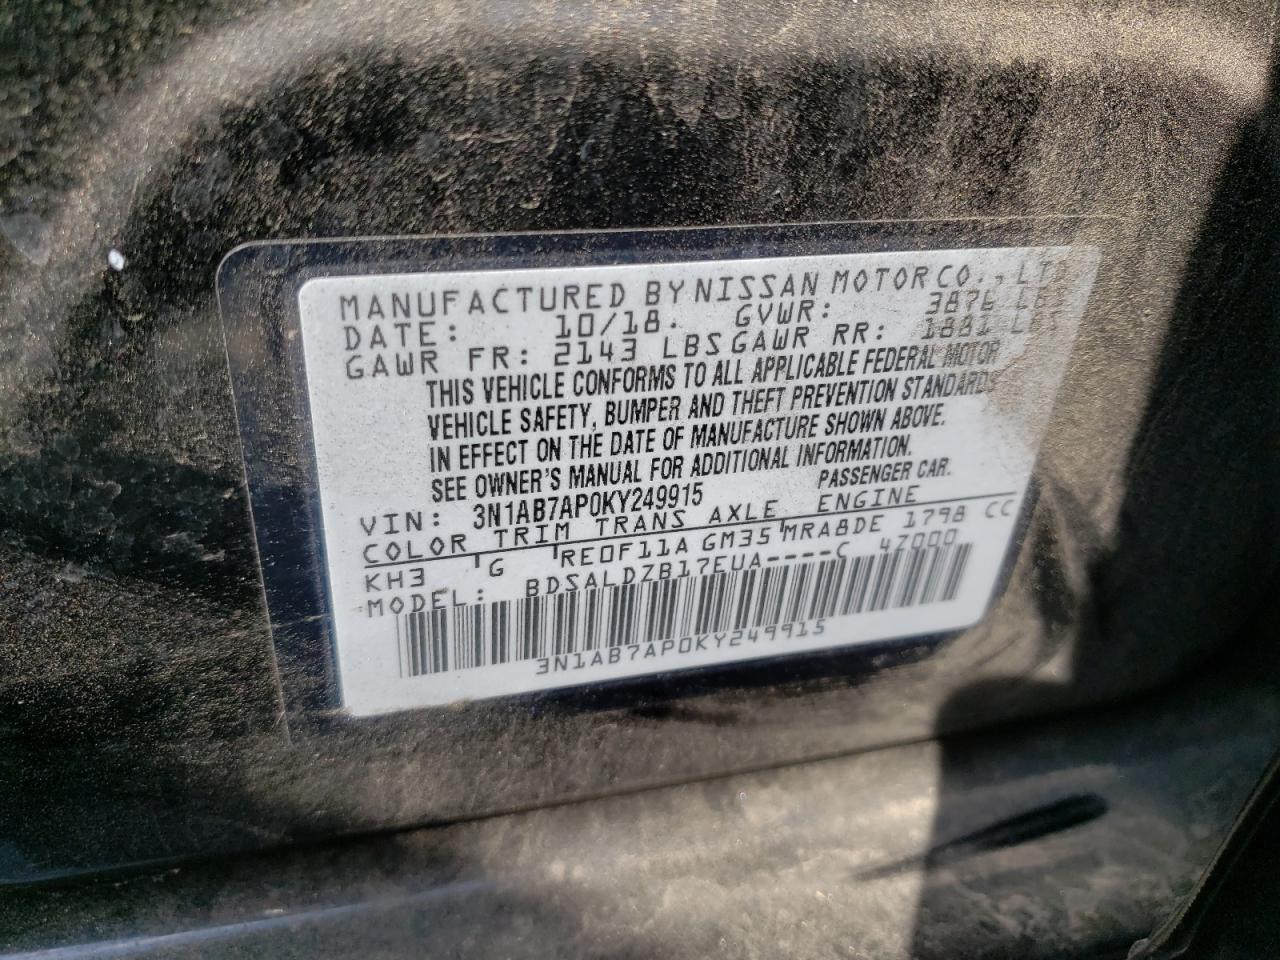 MANUFACTURED BY NISSAN MOTOR CO., LTD
DATE: 10/18. GVWR: 3876 LBS
GAWR FR: 2143 LBS GAWR RR: 1881 LBS
THIS VEHICLE CONFORMS TO ALL APPLICABLE FEDERAL MOTOR
VEHICLE SAFETY, BUMPER AND THEFT PREVENTION STANDARDS
IN EFFECT ON THE DATE OF MANUFACTURE SHOWN ABOVE.
SEE OWNER'S MANUAL FOR ADDITIONAL INFORMATION.
VIN: 3N1AB7AP0KY249915 PASSENGER CAR.
COLOR TRIM TRANS AXLE ENGINE
KH3 G RE0F11A GM35 MRA8DE 1798 CC
MODEL: BDSALDZB17EUA----C 4Z000
3N1AB7AP0KY249915